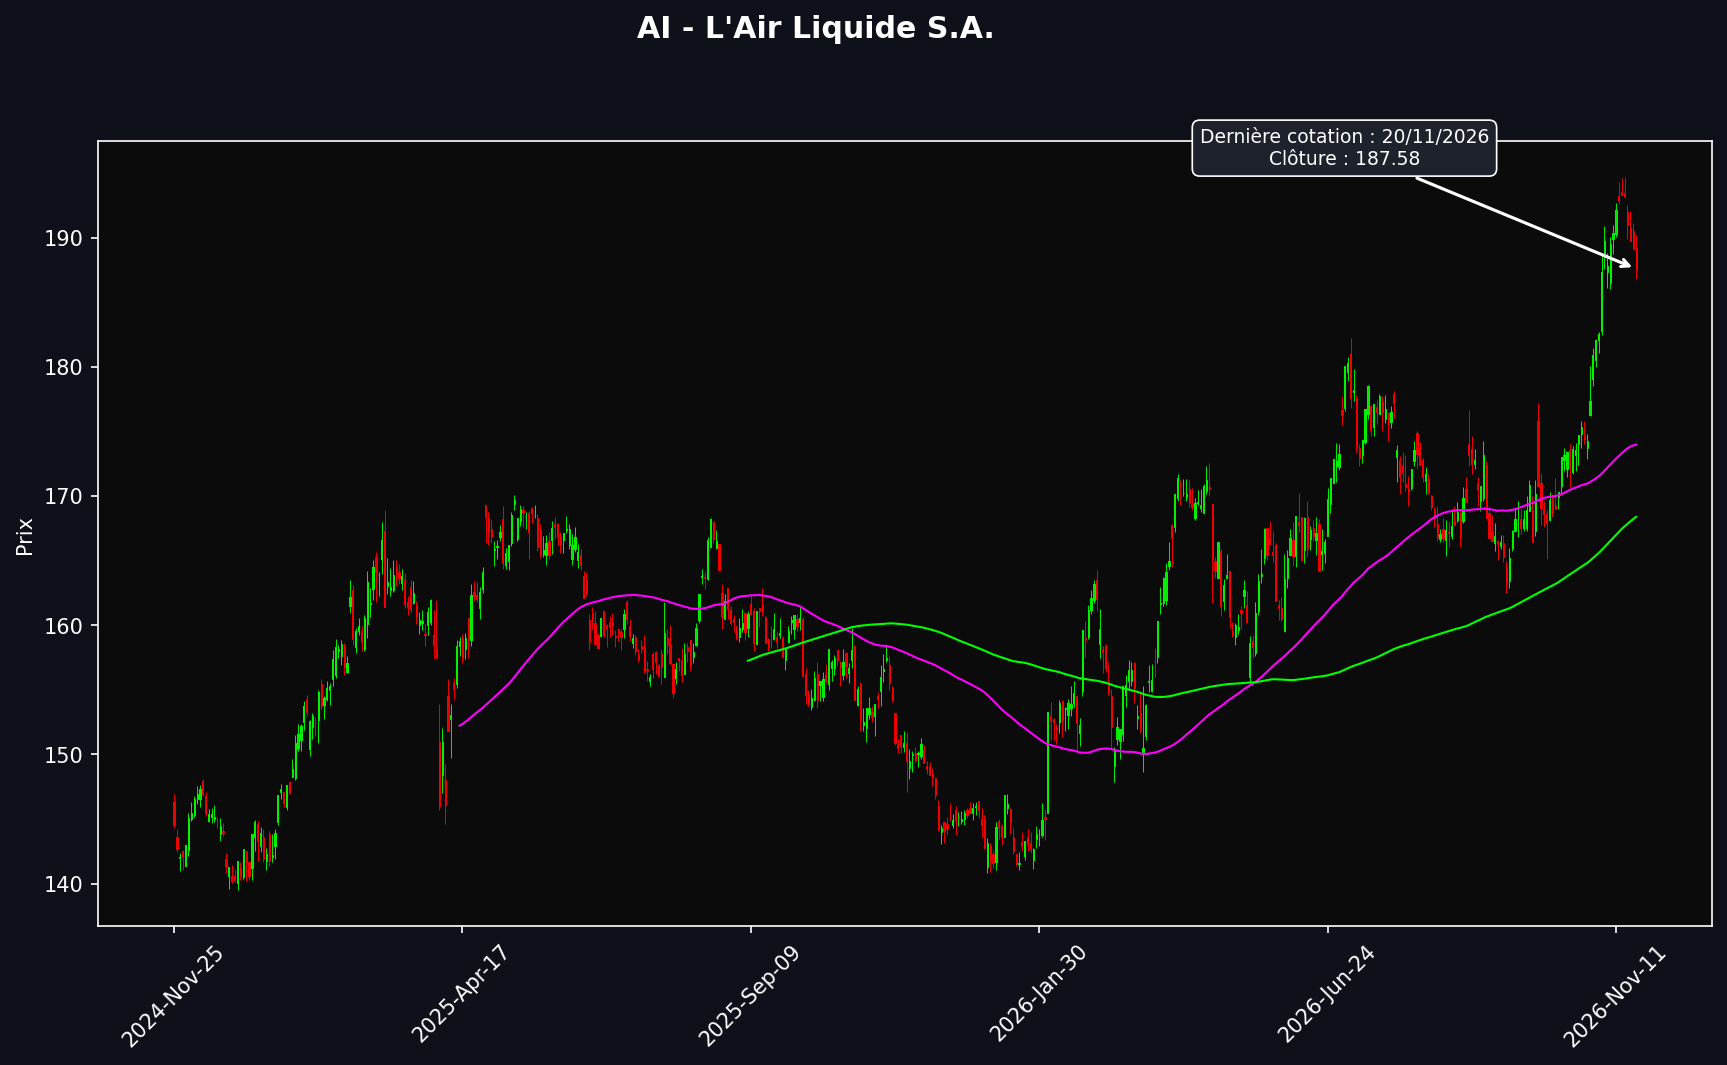 AI - L'Air Liquide S.A.
Dernière cotation : 20/11/2026
Clôture : 187.58
Prix
190
180
170
160
150
140
2024-Nov-25
2025-Apr-17
2025-Sep-09
2026-Jan-30
2026-Jun-24
2026-Nov-11